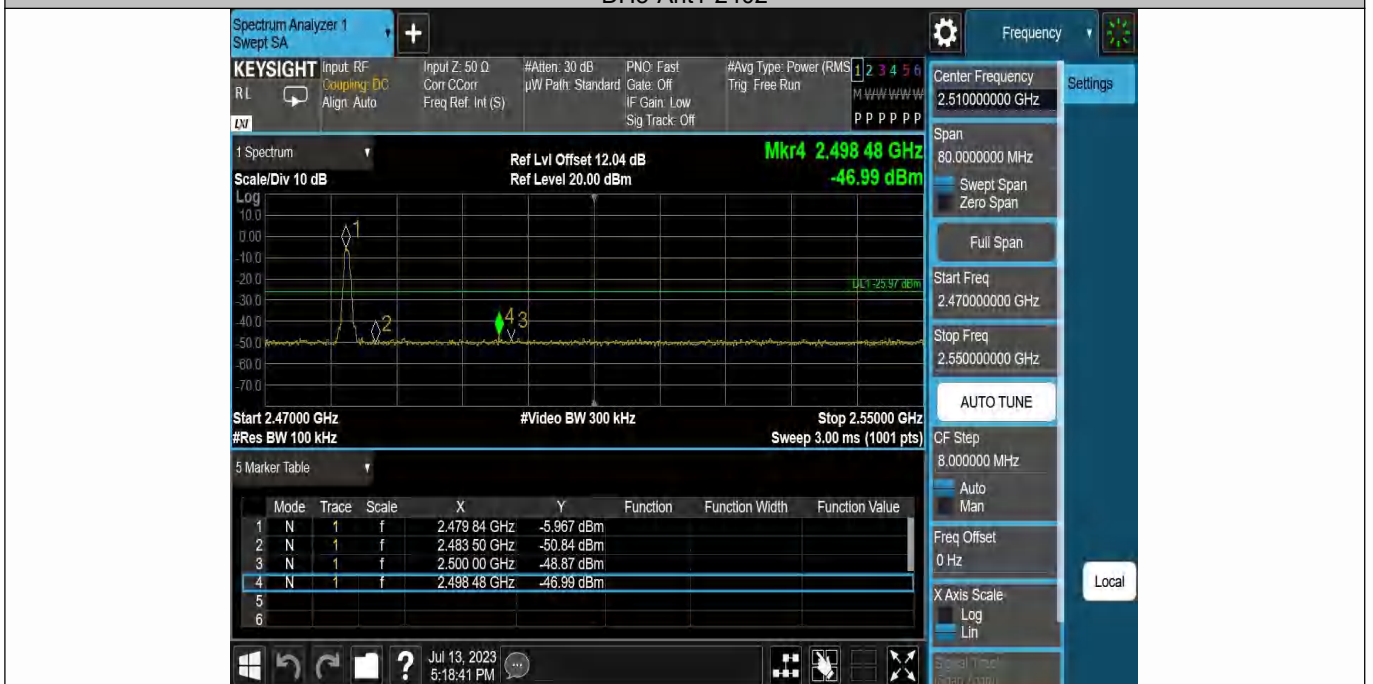 Spectrum Analyzer 1
Swept SA
+
Frequency
KEYSIGHT
RL
LXI
Input: RF
Coupling: DC
Align: Auto
Input Z: 50 Ω
Corr CCorr
Freq Ref: Int (S)
#Atten: 30 dB
µW Path: Standard
PNO: Fast
Gate: Off
IF Gain: Low
Sig Track: Off
#Avg Type: Power (RMS
Trig: Free Run
1 2 3 4 5 6
M W W W W W
P P P P P P
Center Frequency
2.510000000 GHz
Settings
1 Spectrum
Scale/Div 10 dB
Log
Ref Lvl Offset 12.04 dB
Ref Level 20.00 dBm
Mkr4 2.498 48 GHz
-46.99 dBm
Span
80.0000000 MHz
Swept Span
Zero Span
Full Span
10.0
0.00
-10.0
-20.0
-30.0
-40.0
-50.0
-60.0
-70.0
1
2
4
3
DL1 -25.97 dBm
Start Freq
2.470000000 GHz
Stop Freq
2.550000000 GHz
AUTO TUNE
Start 2.47000 GHz
#Res BW 100 kHz
#Video BW 300 kHz
Stop 2.55000 GHz
Sweep 3.00 ms (1001 pts)
CF Step
8.000000 MHz
Auto
Man
5 Marker Table
Mode Trace Scale X Y Function Function Width Function Value
1 N 1 f 2.479 84 GHz -5.967 dBm
2 N 1 f 2.483 50 GHz -50.84 dBm
3 N 1 f 2.500 00 GHz -48.87 dBm
4 N 1 f 2.498 48 GHz -46.99 dBm
5
6
Freq Offset
0 Hz
Local
X Axis Scale
Log
Lin
?
Jul 13, 2023
5:18:41 PM